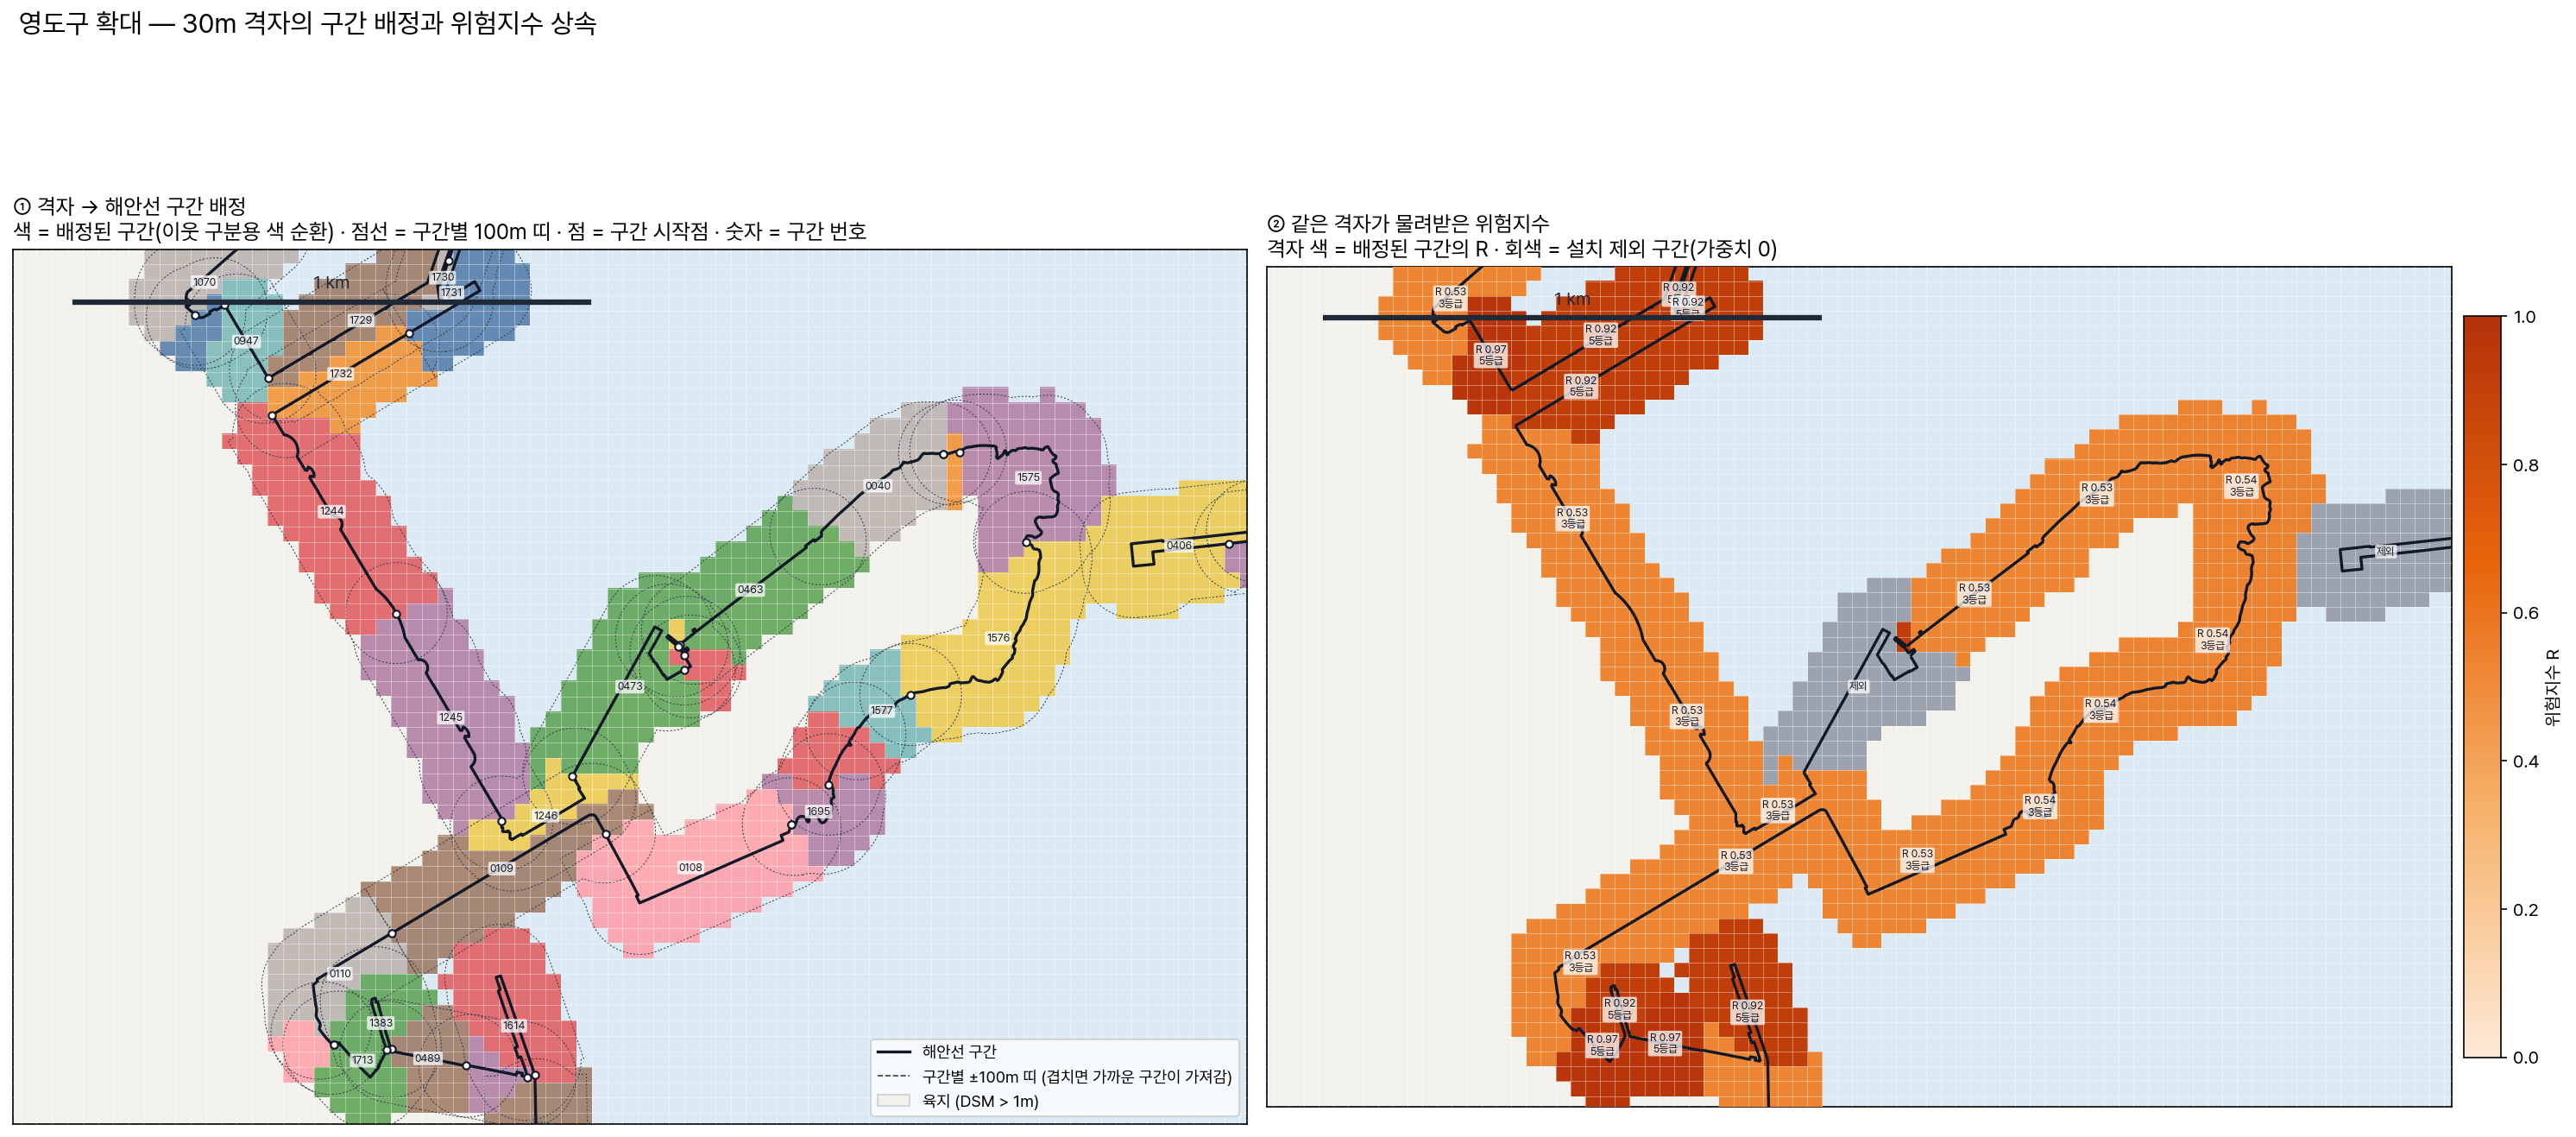 영도구 확대 — 30m 격자의 구간 배정과 위험지수 상속
① 격자 → 해안선 구간 배정
색 = 배정된 구간(이웃 구분용 색 순환) · 점선 = 구간별 100m 띠 · 점 = 구간 시작점 · 숫자 = 구간 번호
1070
1 km
1730
1731
1729
0947
1732
1575
0040
1244
0406
0463
1576
0473
1577
1245
1695
1246
0109
0108
0110
1383
1614
1713
0489
해안선 구간
구간별 ±100m 띠 (겹치면 가까운 구간이 가져감)
육지 (DSM > 1m)
② 같은 격자가 물려받은 위험지수
격자 색 = 배정된 구간의 R · 회색 = 설치 제외 구간(가중치 0)
R 0.53
3등급
1 km
R 0.92
R 0.92
5등급
R 0.92
5등급
R 0.97
5등급
R 0.92
5등급
R 0.54
3등급
R 0.53
3등급
R 0.53
3등급
제외
R 0.53
3등급
R 0.54
3등급
제외
R 0.54
3등급
R 0.53
3등급
R 0.54
3등급
R 0.53
3등급
R 0.53
3등급
R 0.53
3등급
R 0.53
3등급
R 0.92
5등급
R 0.92
5등급
R 0.97
5등급
R 0.97
5등급
1.0
0.8
0.6
0.4
0.2
0.0
위험지수 R